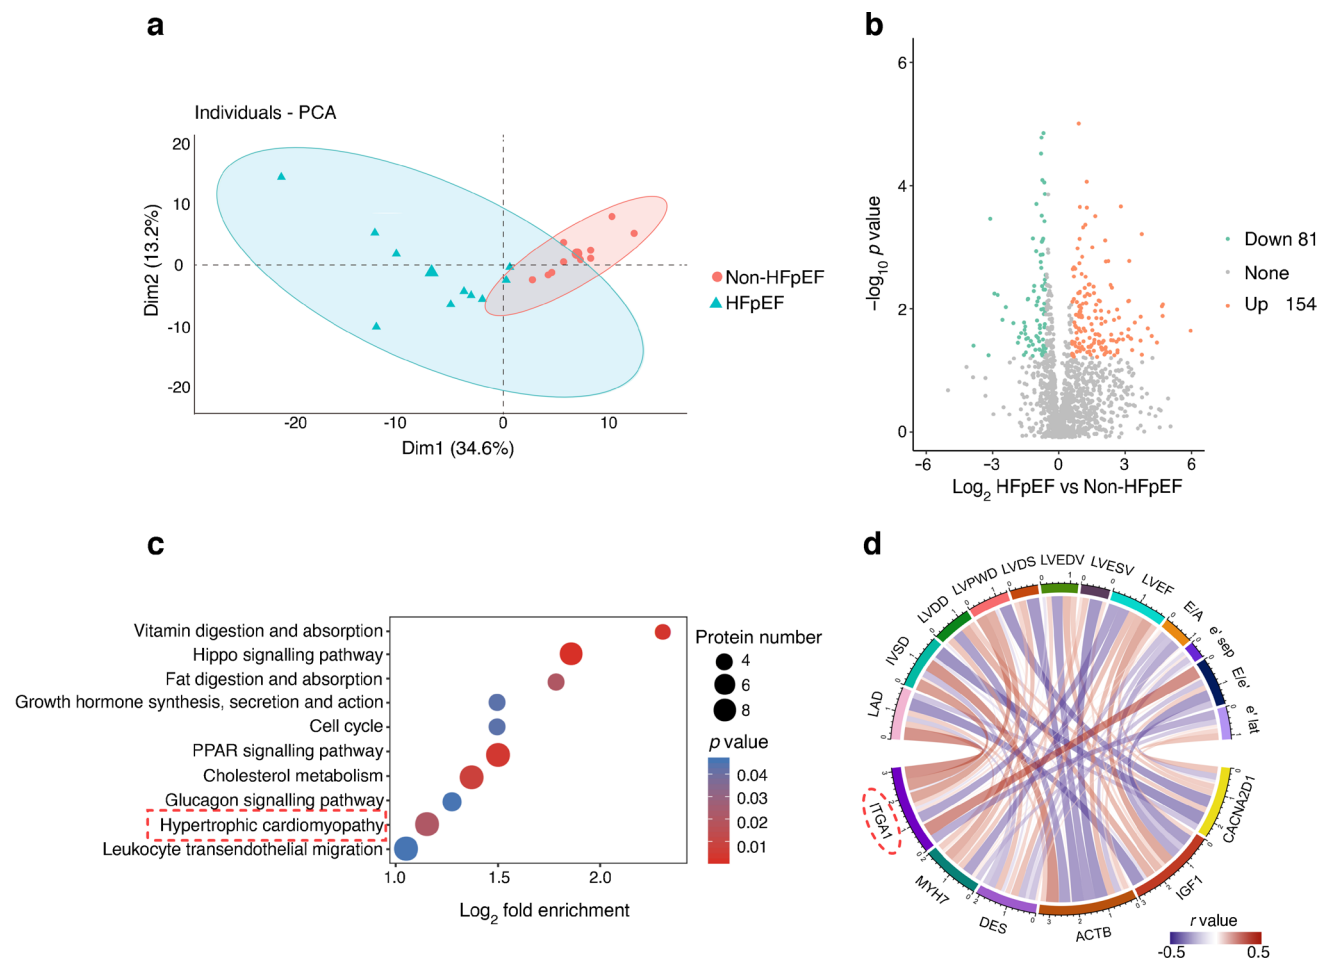 a
Individuals - PCA
20
10
0
-10
-20
Dim2 (13.2%)
-20
-10
0
10
Dim1 (34.6%)
Non-HFpEF
HFpEF
b
6
4
2
0
−log10 p value
−6
−3
0
3
6
Log2 HFpEF vs Non-HFpEF
Down 81
None
Up 154
c
Vitamin digestion and absorption
Hippo signalling pathway
Fat digestion and absorption
Growth hormone synthesis, secretion and action
Cell cycle
PPAR signalling pathway
Cholesterol metabolism
Glucagon signalling pathway
Hypertrophic cardiomyopathy
Leukocyte transendothelial migration
1.0
1.5
2.0
Log2 fold enrichment
Protein number
4
6
8
p value
0.04
0.03
0.02
0.01
d
LAD
IVSD
LVDD
LVPWD
LVDS
LVEDV
LVESV
LVEF
E/A
e' sep
E/e'
e' lat
CACNA2D1
IGF1
ACTB
DES
MYH7
ITGA1
r value
-0.5
0.5